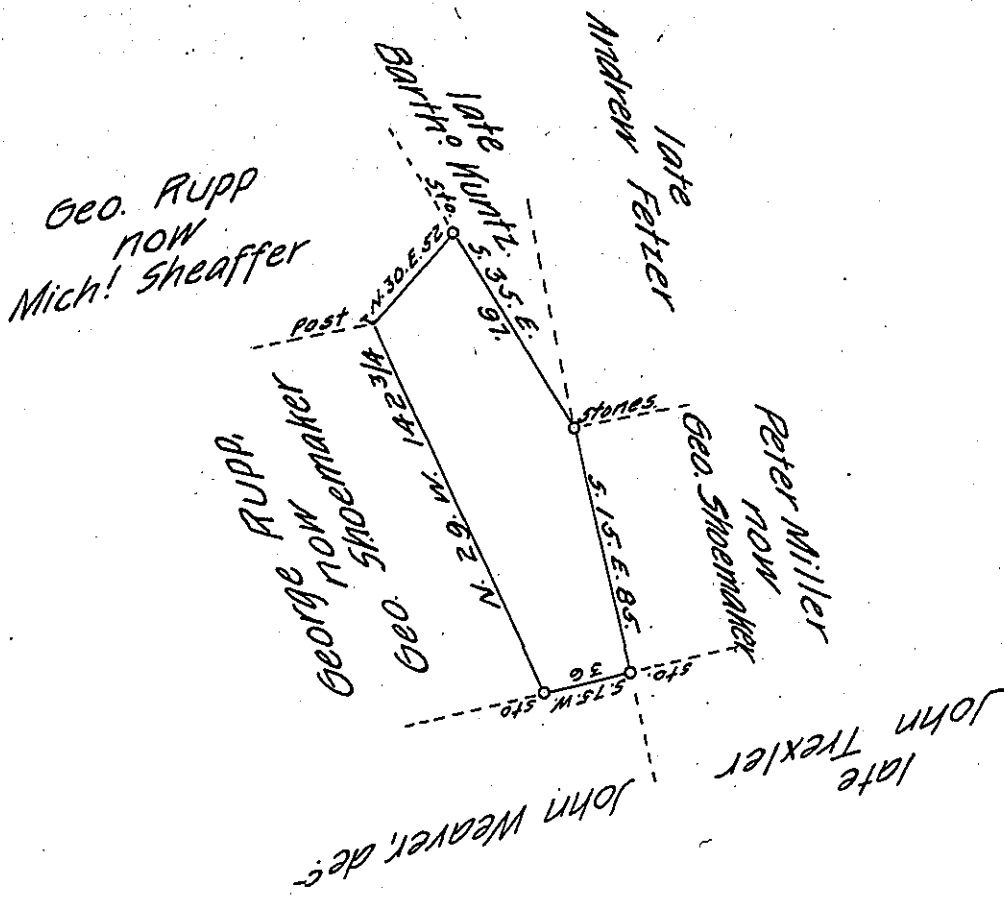 late
Andrew Fetzer
late
Barth° Kuntz.
Geo. Rupp
now
Mich! Sheaffer
sto.
N.30.E.52
S.35.E.
97.
Post
stones.
George Rupp,
now
Geo. Shoemaker
N. 26. W. 142 3/4
S.15.E.85.
Peter Miller
now
Geo. Shoemaker
sto.
S.75.W.
36
sto
late
John Trexler
John Weaver, decd